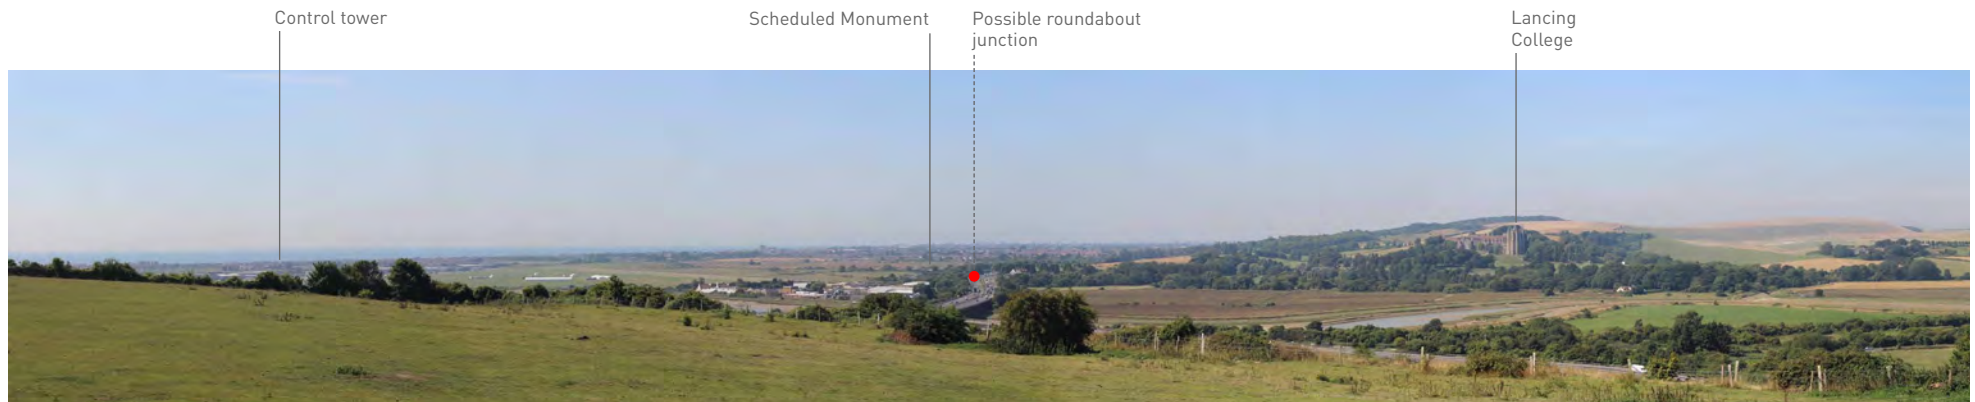 Control tower
Scheduled Monument
Possible roundabout
junction
Lancing
College